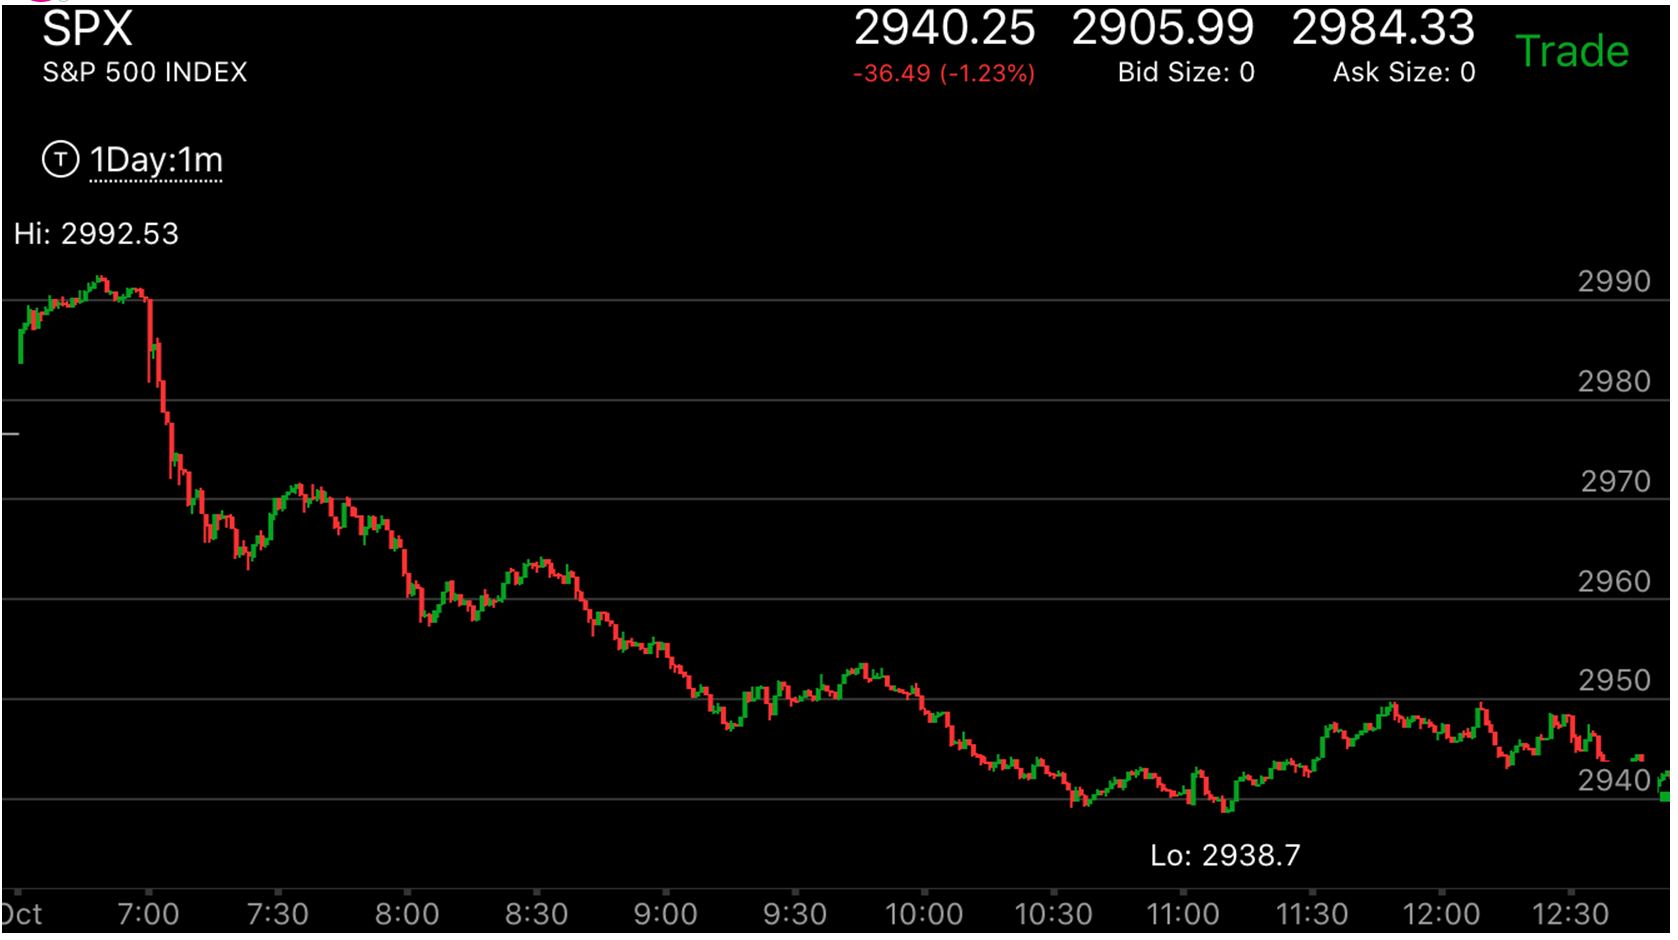 SPX
S&P 500 INDEX
2940.25
-36.49 (-1.23%)
2905.99
Bid Size: 0
2984.33
Ask Size: 0
Trade
T 1Day:1m
Hi: 2992.53
2990
2980
2970
2960
2950
2940
Lo: 2938.7
Oct 7:00 7:30 8:00 8:30 9:00 9:30 10:00 10:30 11:00 11:30 12:00 12:30